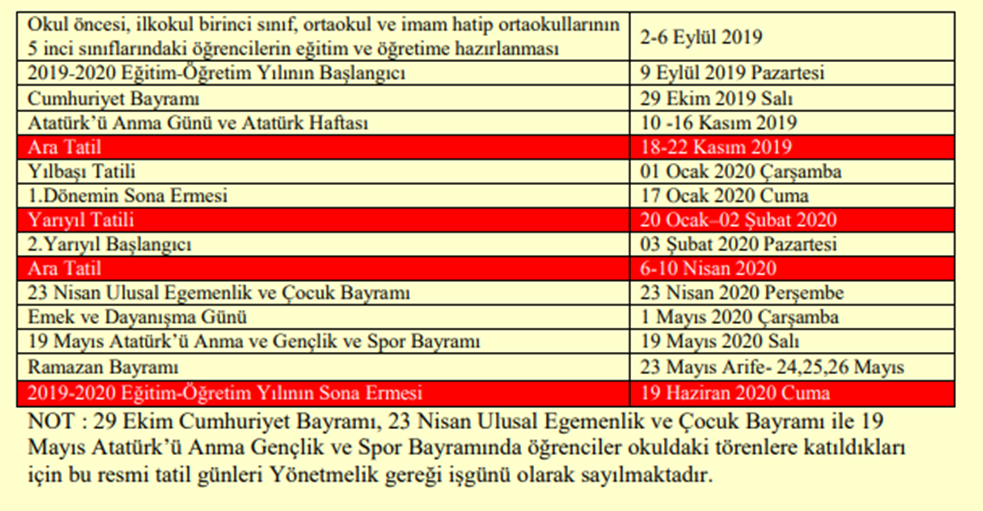 Okul öncesi, ilkokul birinci sınıf, ortaokul ve imam hatip ortaokullarının
5 inci sınıflarındaki öğrencilerin eğitim ve öğretime hazırlanması
2-6 Eylül 2019
2019-2020 Eğitim-Öğretim Yılının Başlangıcı 9 Eylül 2019 Pazartesi
Cumhuriyet Bayramı 29 Ekim 2019 Salı
Atatürk’ü Anma Günü ve Atatürk Haftası 10 -16 Kasım 2019
Ara Tatil 18-22 Kasım 2019
Yılbaşı Tatili 01 Ocak 2020 Çarşamba
1.Dönemin Sona Ermesi 17 Ocak 2020 Cuma
Yarıyıl Tatili 20 Ocak–02 Şubat 2020
2.Yarıyıl Başlangıcı 03 Şubat 2020 Pazartesi
Ara Tatil 6-10 Nisan 2020
23 Nisan Ulusal Egemenlik ve Çocuk Bayramı 23 Nisan 2020 Perşembe
Emek ve Dayanışma Günü 1 Mayıs 2020 Çarşamba
19 Mayıs Atatürk’ü Anma ve Gençlik ve Spor Bayramı 19 Mayıs 2020 Salı
Ramazan Bayramı 23 Mayıs Arife- 24,25,26 Mayıs
2019-2020 Eğitim-Öğretim Yılının Sona Ermesi 19 Haziran 2020 Cuma
NOT : 29 Ekim Cumhuriyet Bayramı, 23 Nisan Ulusal Egemenlik ve Çocuk Bayramı ile 19
Mayıs Atatürk’ü Anma Gençlik ve Spor Bayramında öğrenciler okuldaki törenlere katıldıkları
için bu resmi tatil günleri Yönetmelik gereği işgünü olarak sayılmaktadır.